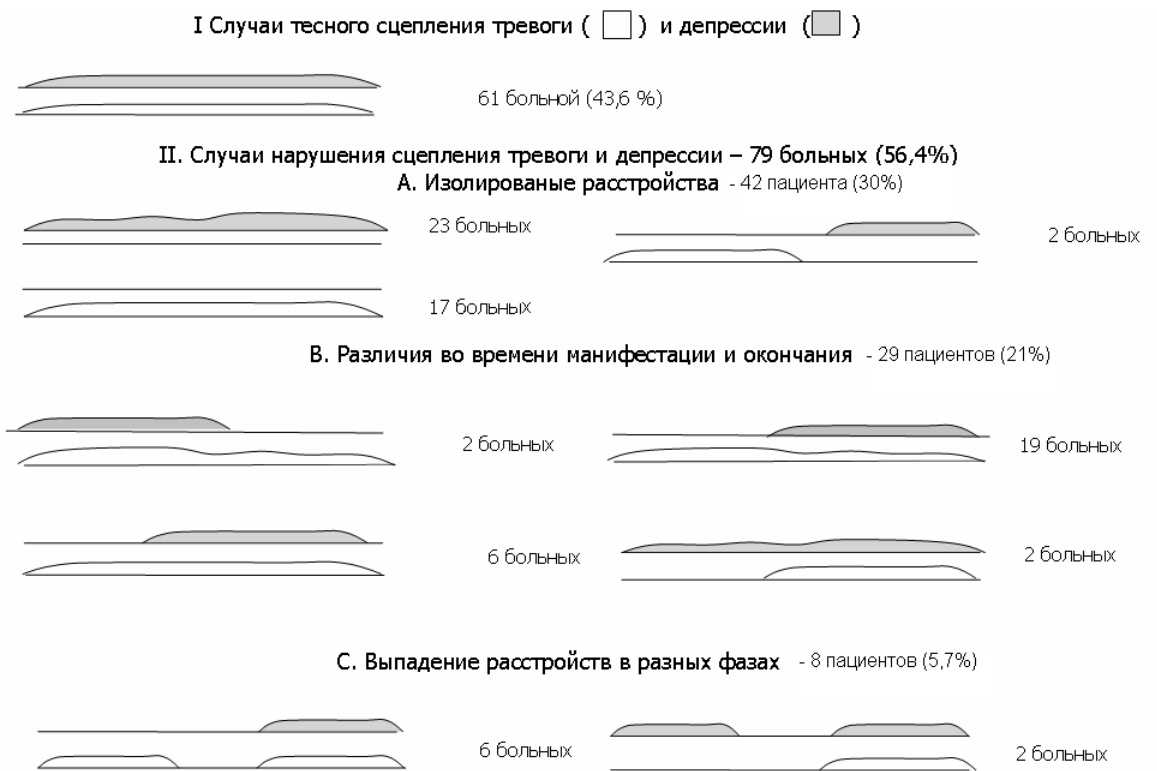 I Случаи тесного сцепления тревоги ( ) и депрессии ( )
61 больной (43,6 %)
II. Случаи нарушения сцепления тревоги и депрессии – 79 больных (56,4%)
А. Изолированые расстройства - 42 пациента (30%)
23 больных
2 больных
17 больных
В. Различия во времени манифестации и окончания - 29 пациентов (21%)
2 больных
19 больных
6 больных
2 больных
С. Выпадение расстройств в разных фазах - 8 пациентов (5,7%)
6 больных
2 больных